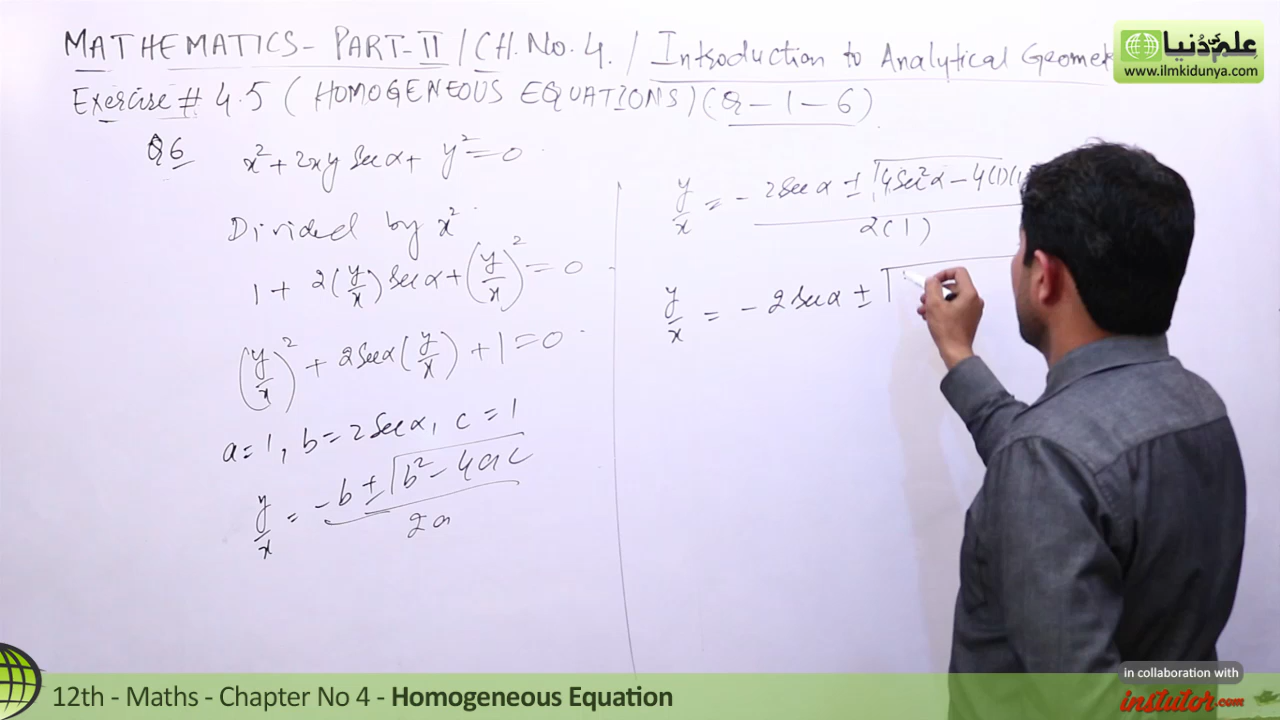 MATHEMATICS - PART-II / CH. No. 4. / Introduction to Analytical Geomet
Exercise # 4.5 ( HOMOGENEOUS EQUATIONS) (Q - 1 - 6)
علم کی دنیا
www.ilmkidunya.com
Q6 x² + 2xy Secα + y² = 0
Divided by x²
1 + 2(y/x) Secα + (y/x)² = 0
(y/x)² + 2Secα (y/x) + 1 = 0
a = 1, b = 2Secα, c = 1
y/x = -b ± √b² - 4ac / 2a
y/x = - 2Secα ± √4Sec²α - 4(1)(1 / 2(1)
y/x = - 2Secα ± √
12th - Maths - Chapter No 4 - Homogeneous Equation
in collaboration with
instutor.com